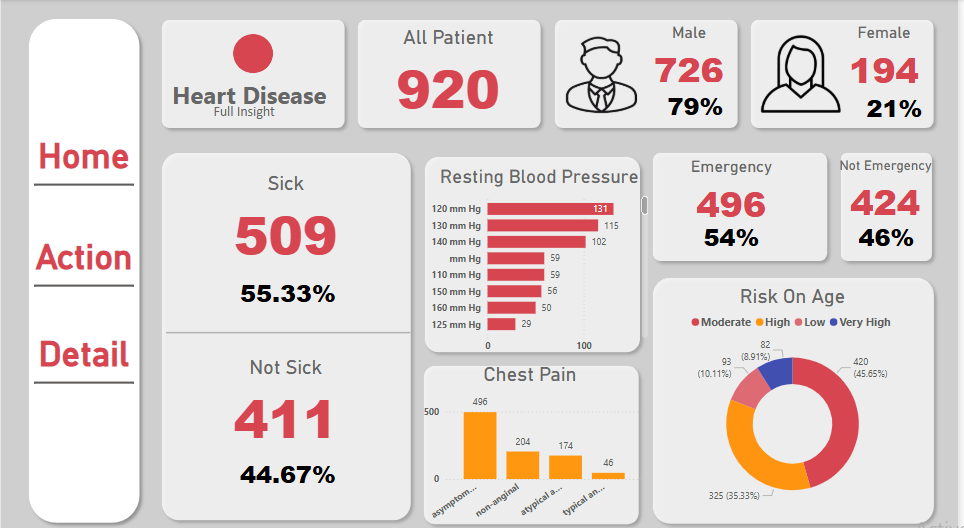 Home
Action
Detail
Heart Disease
Full Insight
All Patient
920
Male
726
79%
Female
194
21%
Sick
509
55.33%
Not Sick
411
44.67%
Resting Blood Pressure
120 mm Hg 131
130 mm Hg 115
140 mm Hg 102
mm Hg 59
110 mm Hg 59
150 mm Hg 56
160 mm Hg 50
125 mm Hg 29
0 100
Chest Pain
500
0
496
204
174
46
asymptom...
non-anginal
atypical a...
typical an...
Emergency
496
54%
Not Emergency
424
46%
Risk On Age
Moderate High Low Very High
82
(8.91%)
93
(10.11%)
420
(45.65%)
325 (35.33%)